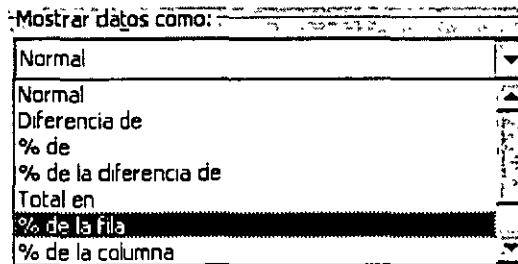 Mostrar datos como:
Normal
Normal
Diferencia de
% de
% de la diferencia de
Total en
% de la fila
% de la columna